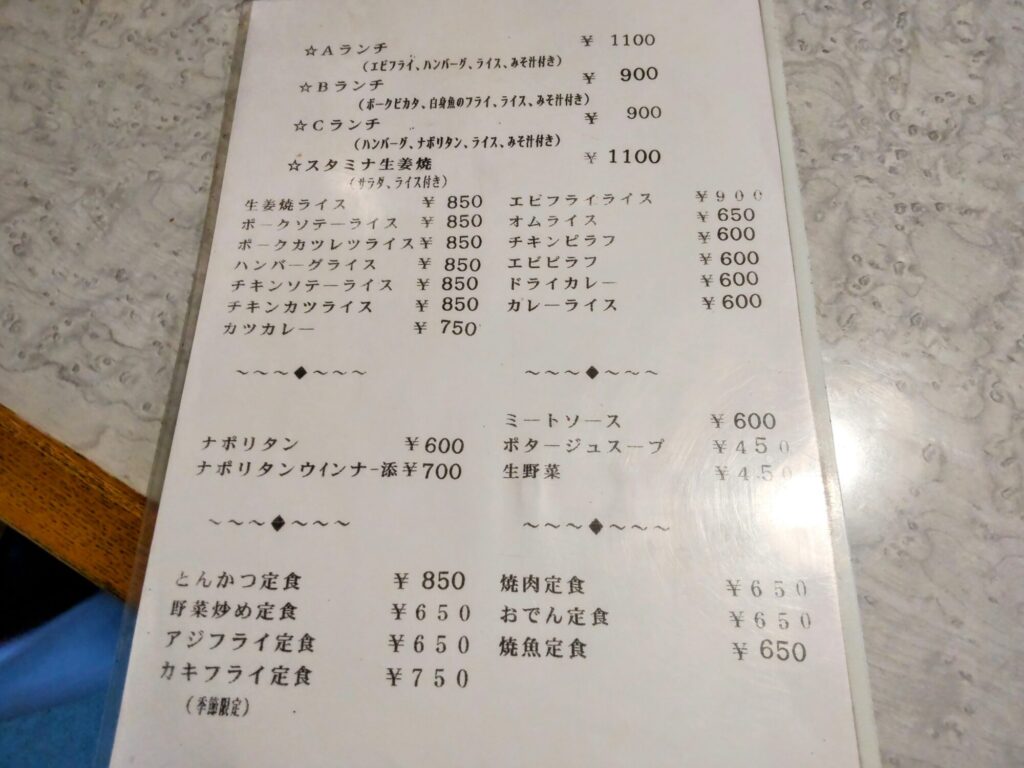 ☆Aランチ ￥ 1100
(エビフライ、ハンバーグ、ライス、みそ汁付き)
☆Bランチ ￥ 900
(ポークピカタ、白身魚のフライ、ライス、みそ汁付き)
☆Cランチ ￥ 900
(ハンバーグ、ナポリタン、ライス、みそ汁付き)
☆スタミナ生姜焼 ￥1100
(サラダ、ライス付き)
生姜焼ライス ￥ 850
ポークソテーライス ￥ 850
ポークカツレツライス￥ 850
ハンバーグライス ￥ 850
チキンソテーライス ￥ 850
チキンカツライス ￥ 850
カツカレー ￥ 750
エビフライライス ￥９００
オムライス ￥ 650
チキンピラフ ￥600
エビピラフ ￥ 600
ドライカレー ￥600
カレーライス ￥600
～～～◆～～～
～～～◆～～～
ナポリタン ￥600
ナポリタンウインナー添￥700
ミートソース ￥ 600
ポタージュスープ ￥４５０
生野菜 ￥４５０
～～～◆～～～
～～～◆～～～
とんかつ定食 ￥ 850
野菜炒め定食 ￥６５０
アジフライ定食 ￥６５０
カキフライ定食 ￥７５０
(季節限定)
焼肉定食 ￥６５０
おでん定食 ￥６５０
焼魚定食 ￥ 650